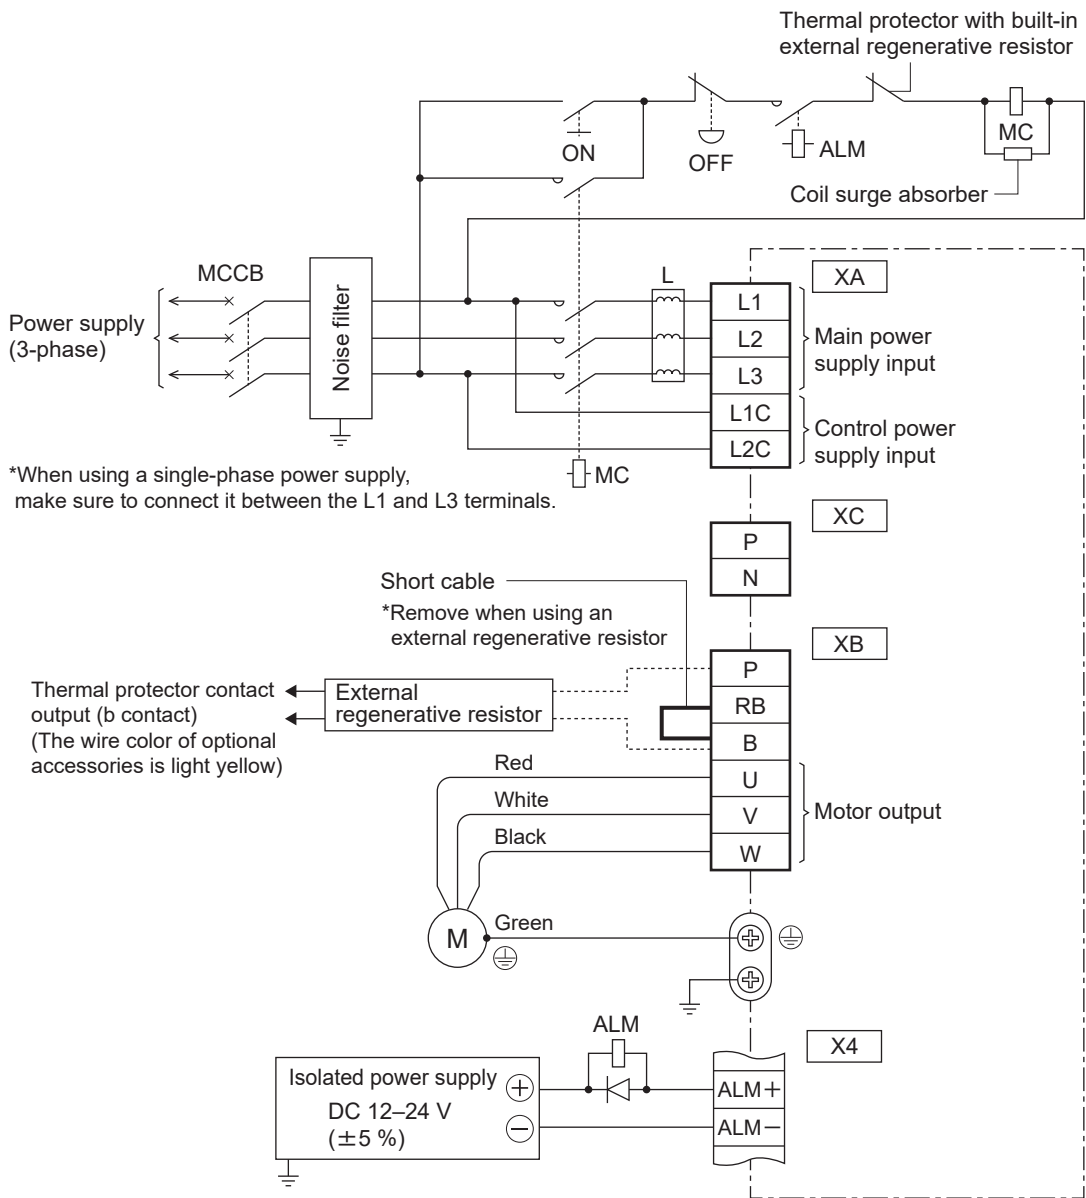 Thermal protector with built-in
external regenerative resistor
ON
OFF
ALM
MC
Coil surge absorber
MCCB
L
XA
Power supply
(3-phase)
Noise filter
L1
L2
L3
L1C
L2C
Main power
supply input
Control power
supply input
*When using a single-phase power supply,
make sure to connect it between the L1 and L3 terminals.
MC
XC
P
N
Short cable
*Remove when using an
external regenerative resistor
XB
Thermal protector contact
output (b contact)
(The wire color of optional
accessories is light yellow)
External
regenerative resistor
P
RB
B
U
V
W
Red
White
Black
Motor output
M
Green
ALM
X4
Isolated power supply
DC 12–24 V
(±5 %)
+
−
ALM+
ALM−